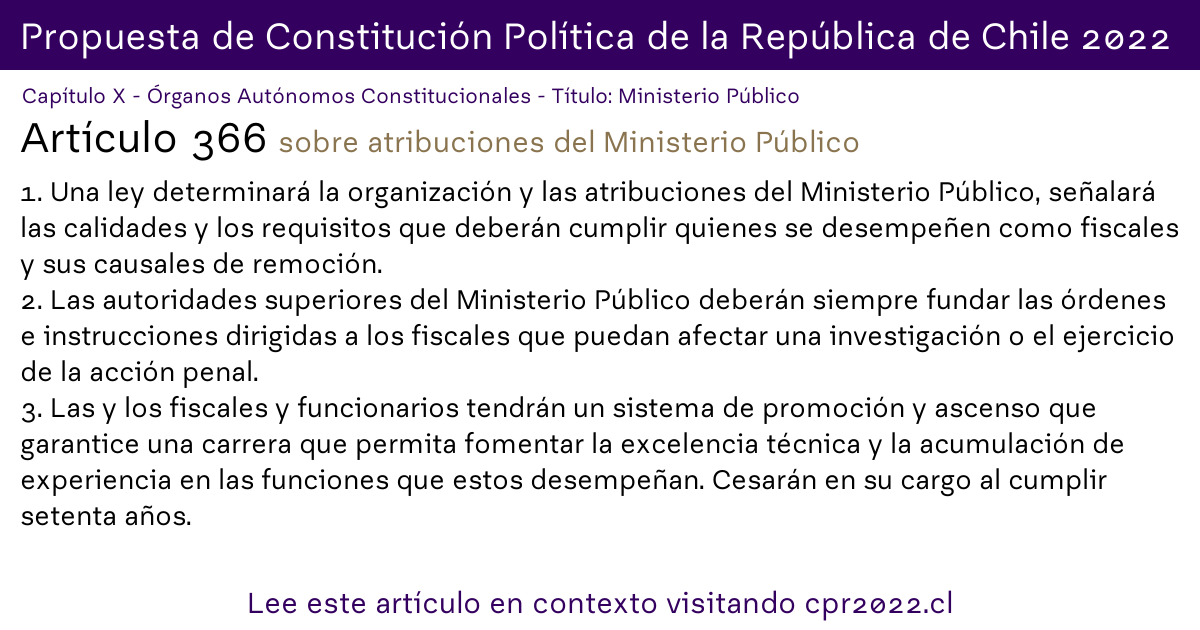 Propuesta de Constitución Política de la República de Chile 2022
Capítulo X - Órganos Autónomos Constitucionales - Título: Ministerio Público
Artículo 366 sobre atribuciones del Ministerio Público
1. Una ley determinará la organización y las atribuciones del Ministerio Público, señalará
las calidades y los requisitos que deberán cumplir quienes se desempeñen como fiscales
y sus causales de remoción.
2. Las autoridades superiores del Ministerio Público deberán siempre fundar las órdenes
e instrucciones dirigidas a los fiscales que puedan afectar una investigación o el ejercicio
de la acción penal.
3. Las y los fiscales y funcionarios tendrán un sistema de promoción y ascenso que
garantice una carrera que permita fomentar la excelencia técnica y la acumulación de
experiencia en las funciones que estos desempeñan. Cesarán en su cargo al cumplir
setenta años.
Lee este artículo en contexto visitando cpr2022.cl